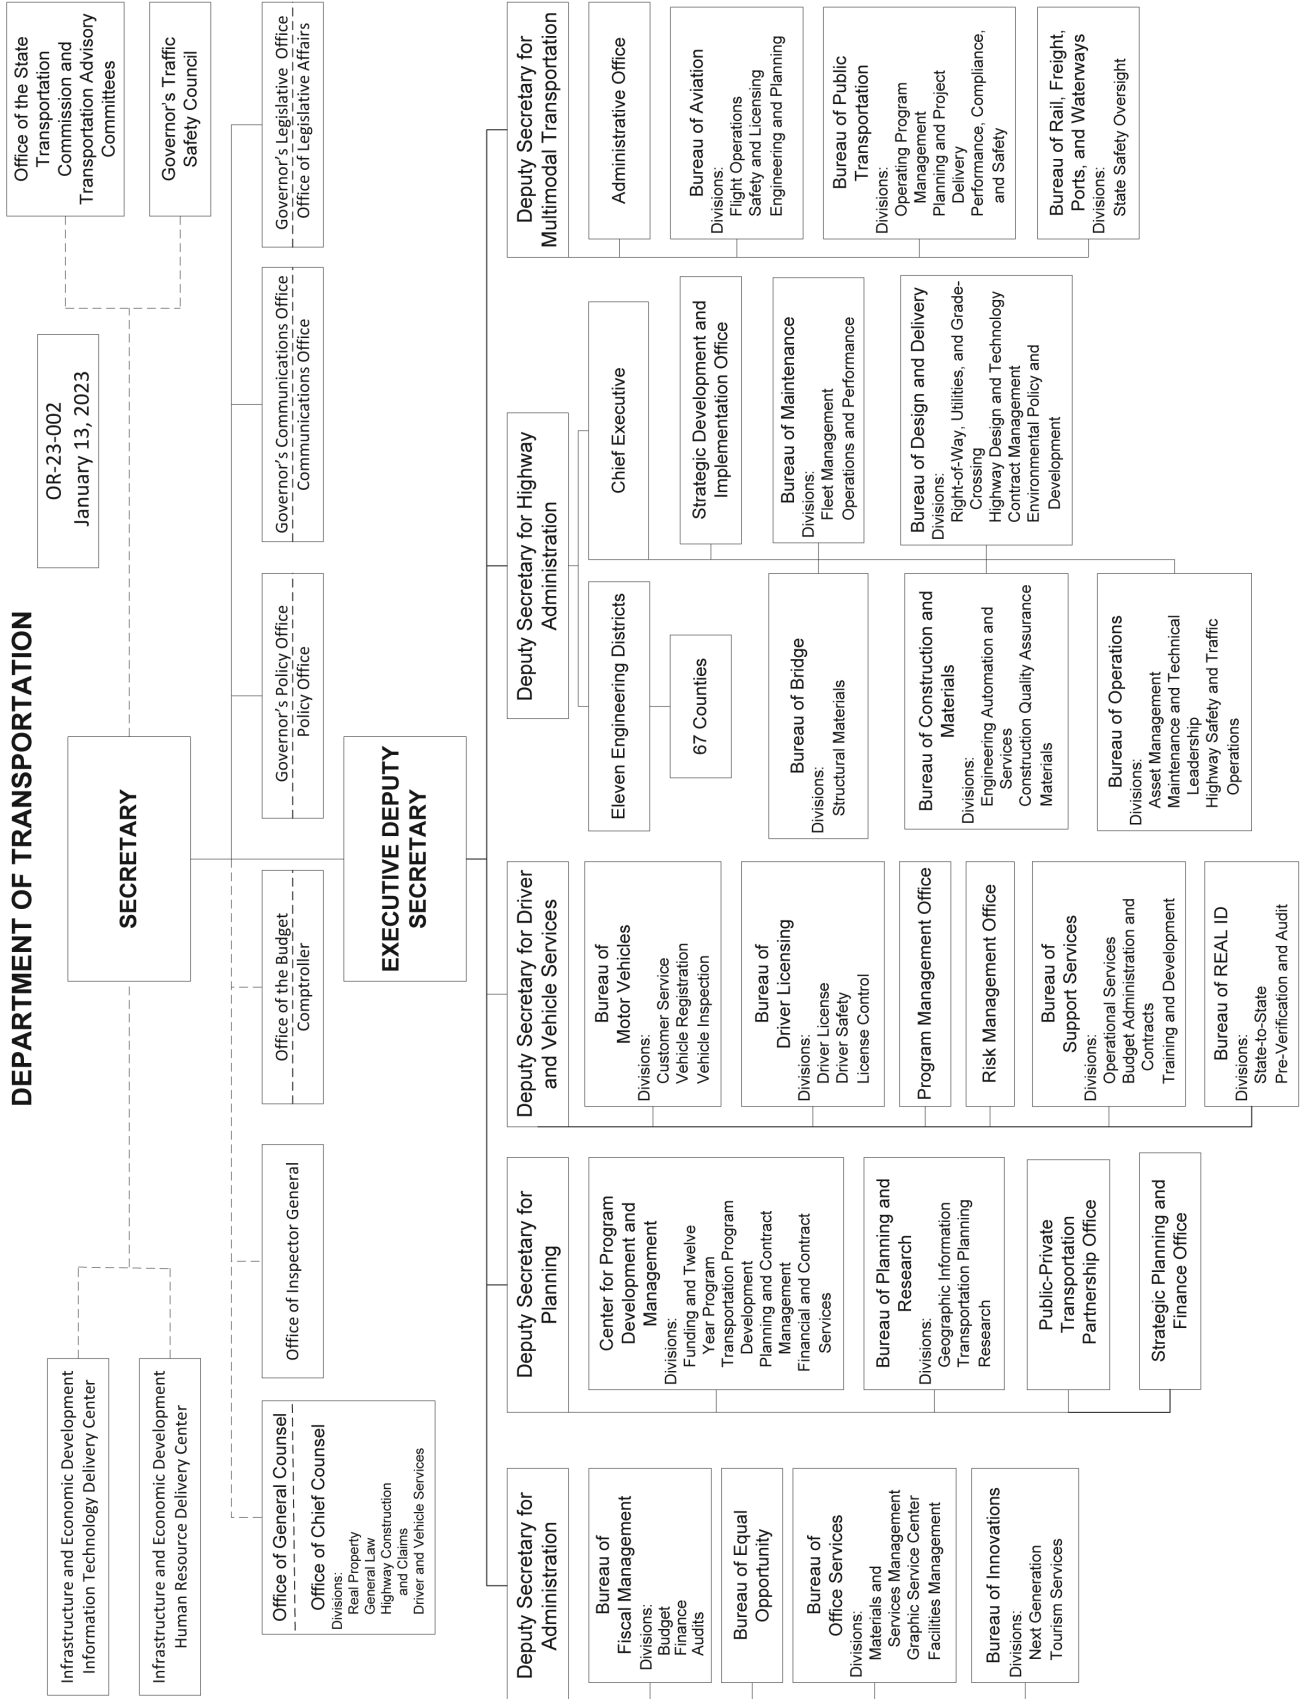 DEPARTMENT OF TRANSPORTATION
OR-23-002
January 13, 2023
Office of the State
Transportation
Commission and
Transportation Advisory
Committees
Governor's Traffic
Safety Council
Infrastructure and Economic Development
Information Technology Delivery Center
Infrastructure and Economic Development
Human Resource Delivery Center
SECRETARY
Office of General Counsel
Office of Chief Counsel
Divisions:
Real Property
General Law
Highway Construction
and Claims
Driver and Vehicle Services
Office of Inspector General
Office of the Budget
Comptroller
Governor's Policy Office
Policy Office
Governor's Communications Office
Communications Office
Governor's Legislative Office
Office of Legislative Affairs
EXECUTIVE DEPUTY
SECRETARY
Deputy Secretary for
Administration
Bureau of
Fiscal Management
Divisions:
Budget
Finance
Audits
Bureau of Equal
Opportunity
Bureau of
Office Services
Divisions:
Materials and
Services Management
Graphic Service Center
Facilities Management
Bureau of Innovations
Divisions:
Next Generation
Tourism Services
Deputy Secretary for
Planning
Center for Program
Development and
Management
Divisions:
Funding and Twelve
Year Program
Transportation Program
Development
Planning and Contract
Management
Financial and Contract
Services
Bureau of Planning and
Research
Divisions:
Geographic Information
Transportation Planning
Research
Public-Private
Transportation
Partnership Office
Strategic Planning and
Finance Office
Deputy Secretary for Driver
and Vehicle Services
Bureau of
Motor Vehicles
Divisions:
Customer Service
Vehicle Registration
Vehicle Inspection
Bureau of
Driver Licensing
Divisions:
Driver License
Driver Safety
License Control
Program Management Office
Risk Management Office
Bureau of
Support Services
Divisions:
Operational Services
Budget Administration and
Contracts
Training and Development
Bureau of REAL ID
Divisions:
State-to-State
Pre-Verification and Audit
Deputy Secretary for Highway
Administration
Eleven Engineering Districts
67 Counties
Chief Executive
Strategic Development and
Implementation Office
Bureau of Bridge
Divisions:
Structural Materials
Bureau of Maintenance
Divisions:
Fleet Management
Operations and Performance
Bureau of Construction and
Materials
Divisions:
Engineering Automation and
Services
Construction Quality Assurance
Materials
Bureau of Design and Delivery
Divisions:
Right-of-Way, Utilities, and Grade-
Crossing
Highway Design and Technology
Contract Management
Environmental Policy and
Development
Bureau of Operations
Divisions:
Asset Management
Maintenance and Technical
Leadership
Highway Safety and Traffic
Operations
Deputy Secretary for
Multimodal Transportation
Administrative Office
Bureau of Aviation
Divisions:
Flight Operations
Safety and Licensing
Engineering and Planning
Bureau of Public
Transportation
Divisions:
Operating Program
Management
Planning and Project
Delivery
Performance, Compliance,
and Safety
Bureau of Rail, Freight,
Ports, and Waterways
Divisions:
State Safety Oversight